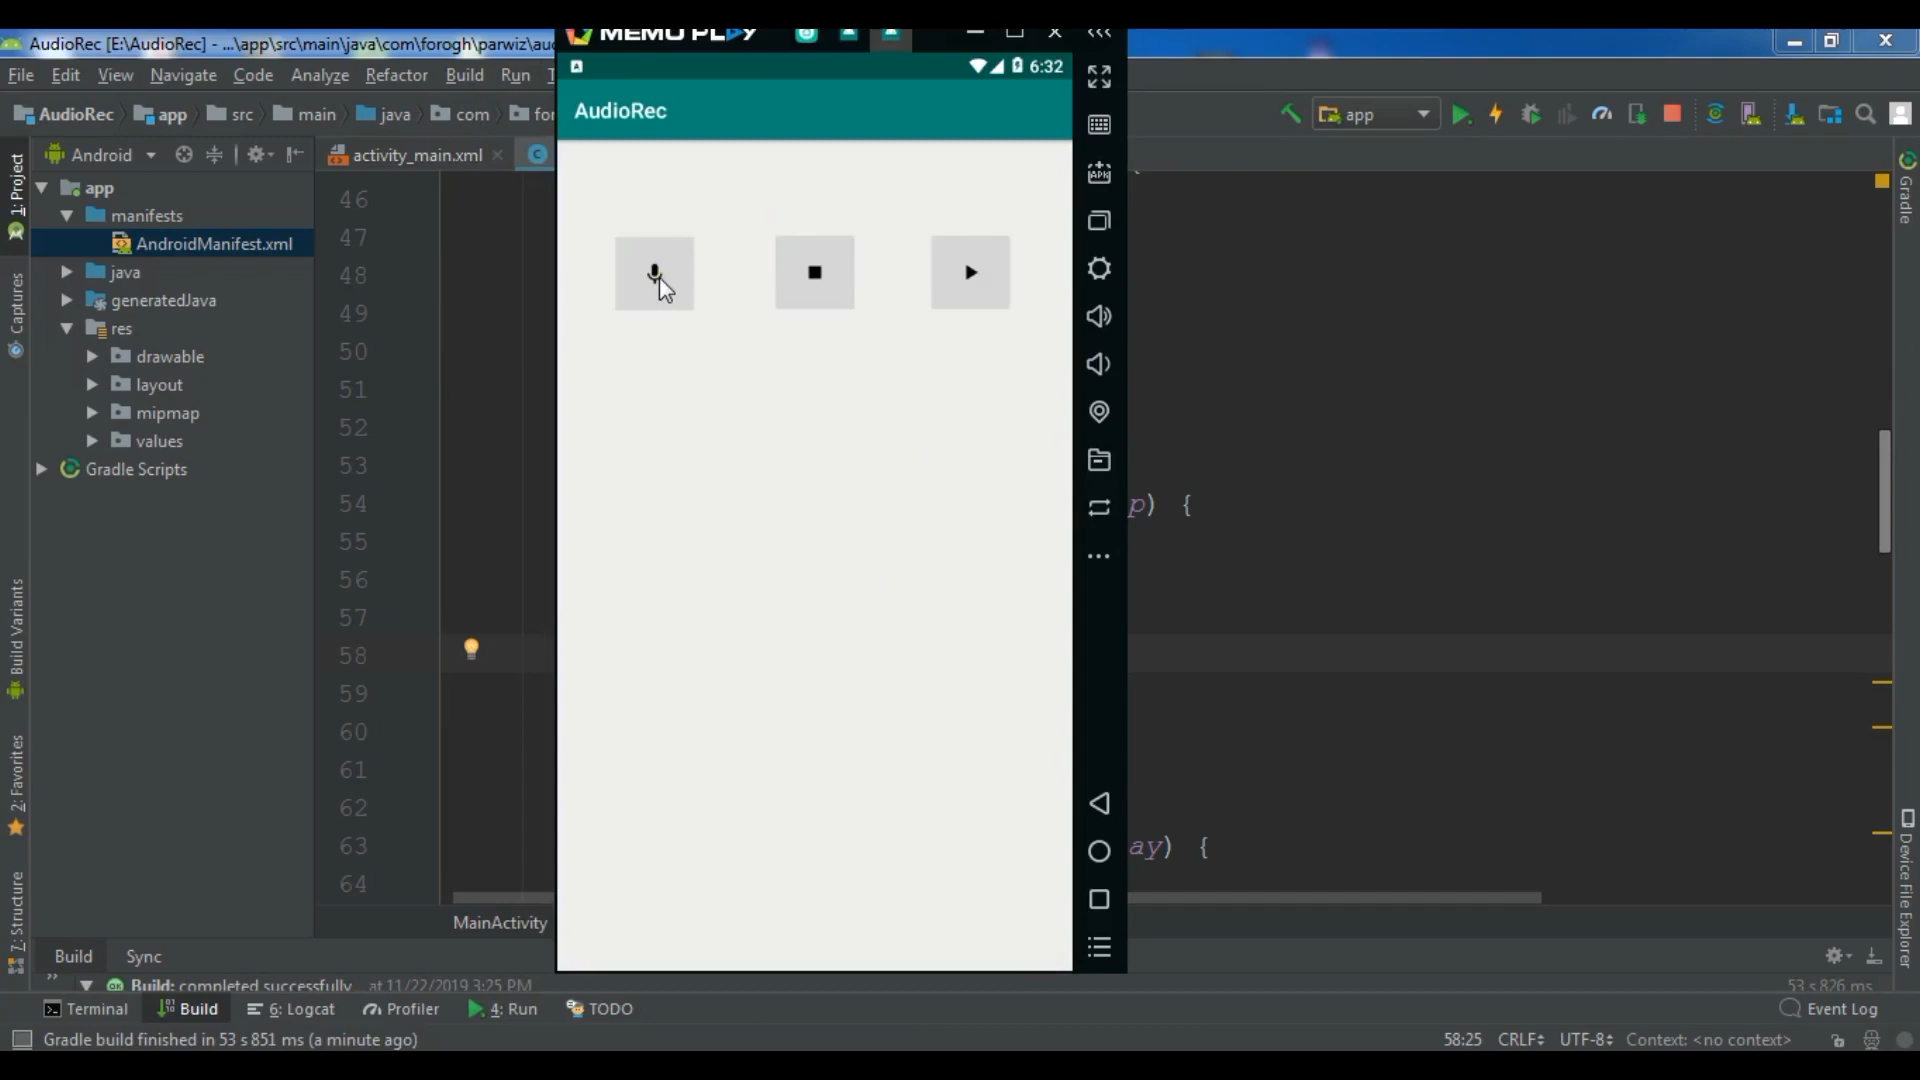 AudioRec [E:\AudioRec] - ...\app\src\main\java\com\forogh\parwiz\au
MEMU PLAY
File Edit View Navigate Code Analyze Refactor Build Run
6:32
AudioRec app src main java com
AudioRec
app
Android
activity_main.xml
1: Project
Captures
Build Variants
2: Favorites
7: Structure
app
manifests
AndroidManifest.xml
java
generatedJava
res
drawable
layout
mipmap
values
Gradle Scripts
46
47
48
49
50
51
52
53
54
55
56
57
58
59
60
61
62
63
64
APK
p) {
ay) {
Gradle
Device File Explorer
MainActivity
Build Sync
Build: completed successfully at 11/22/2019 3:25 PM
53 s 826 ms
Terminal Build 6: Logcat Profiler 4: Run TODO
Event Log
Gradle build finished in 53 s 851 ms (a minute ago)
58:25 CRLF UTF-8 Context: <no context>